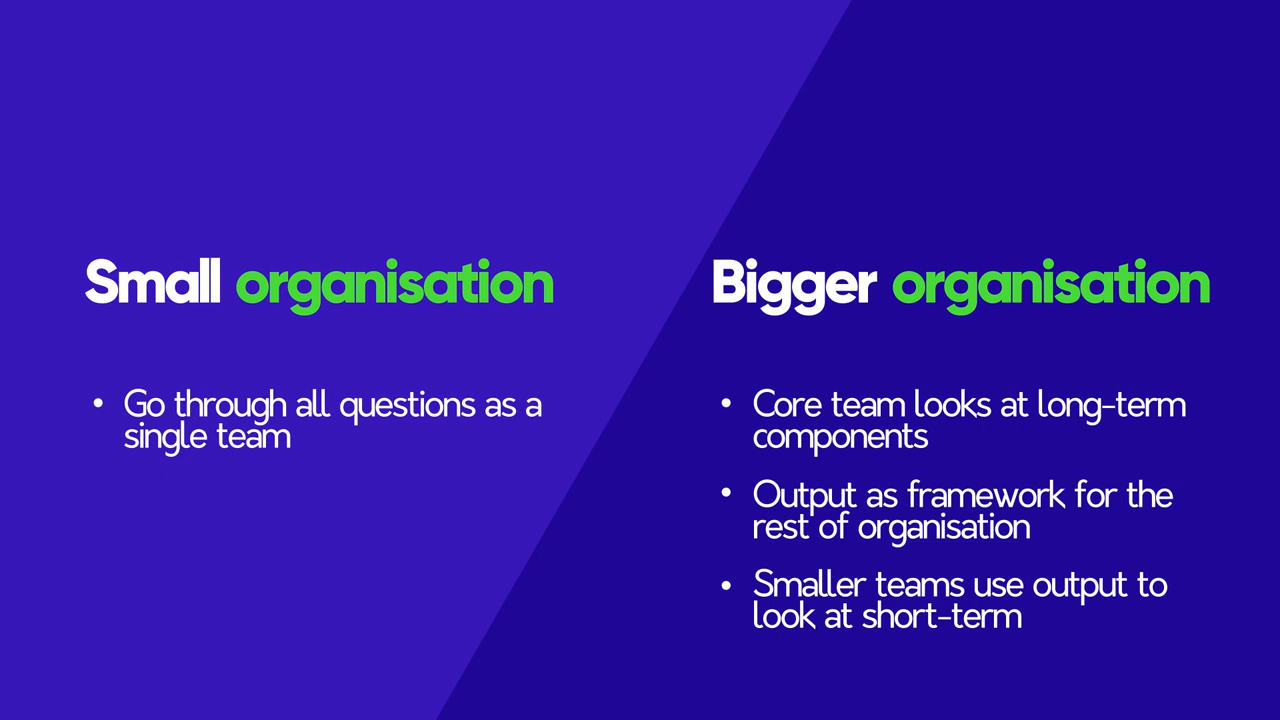 Small organisation
• Go through all questions as a
single team
Bigger organisation
• Core team looks at long-term
components
• Output as framework for the
rest of organisation
• Smaller teams use output to
look at short-term